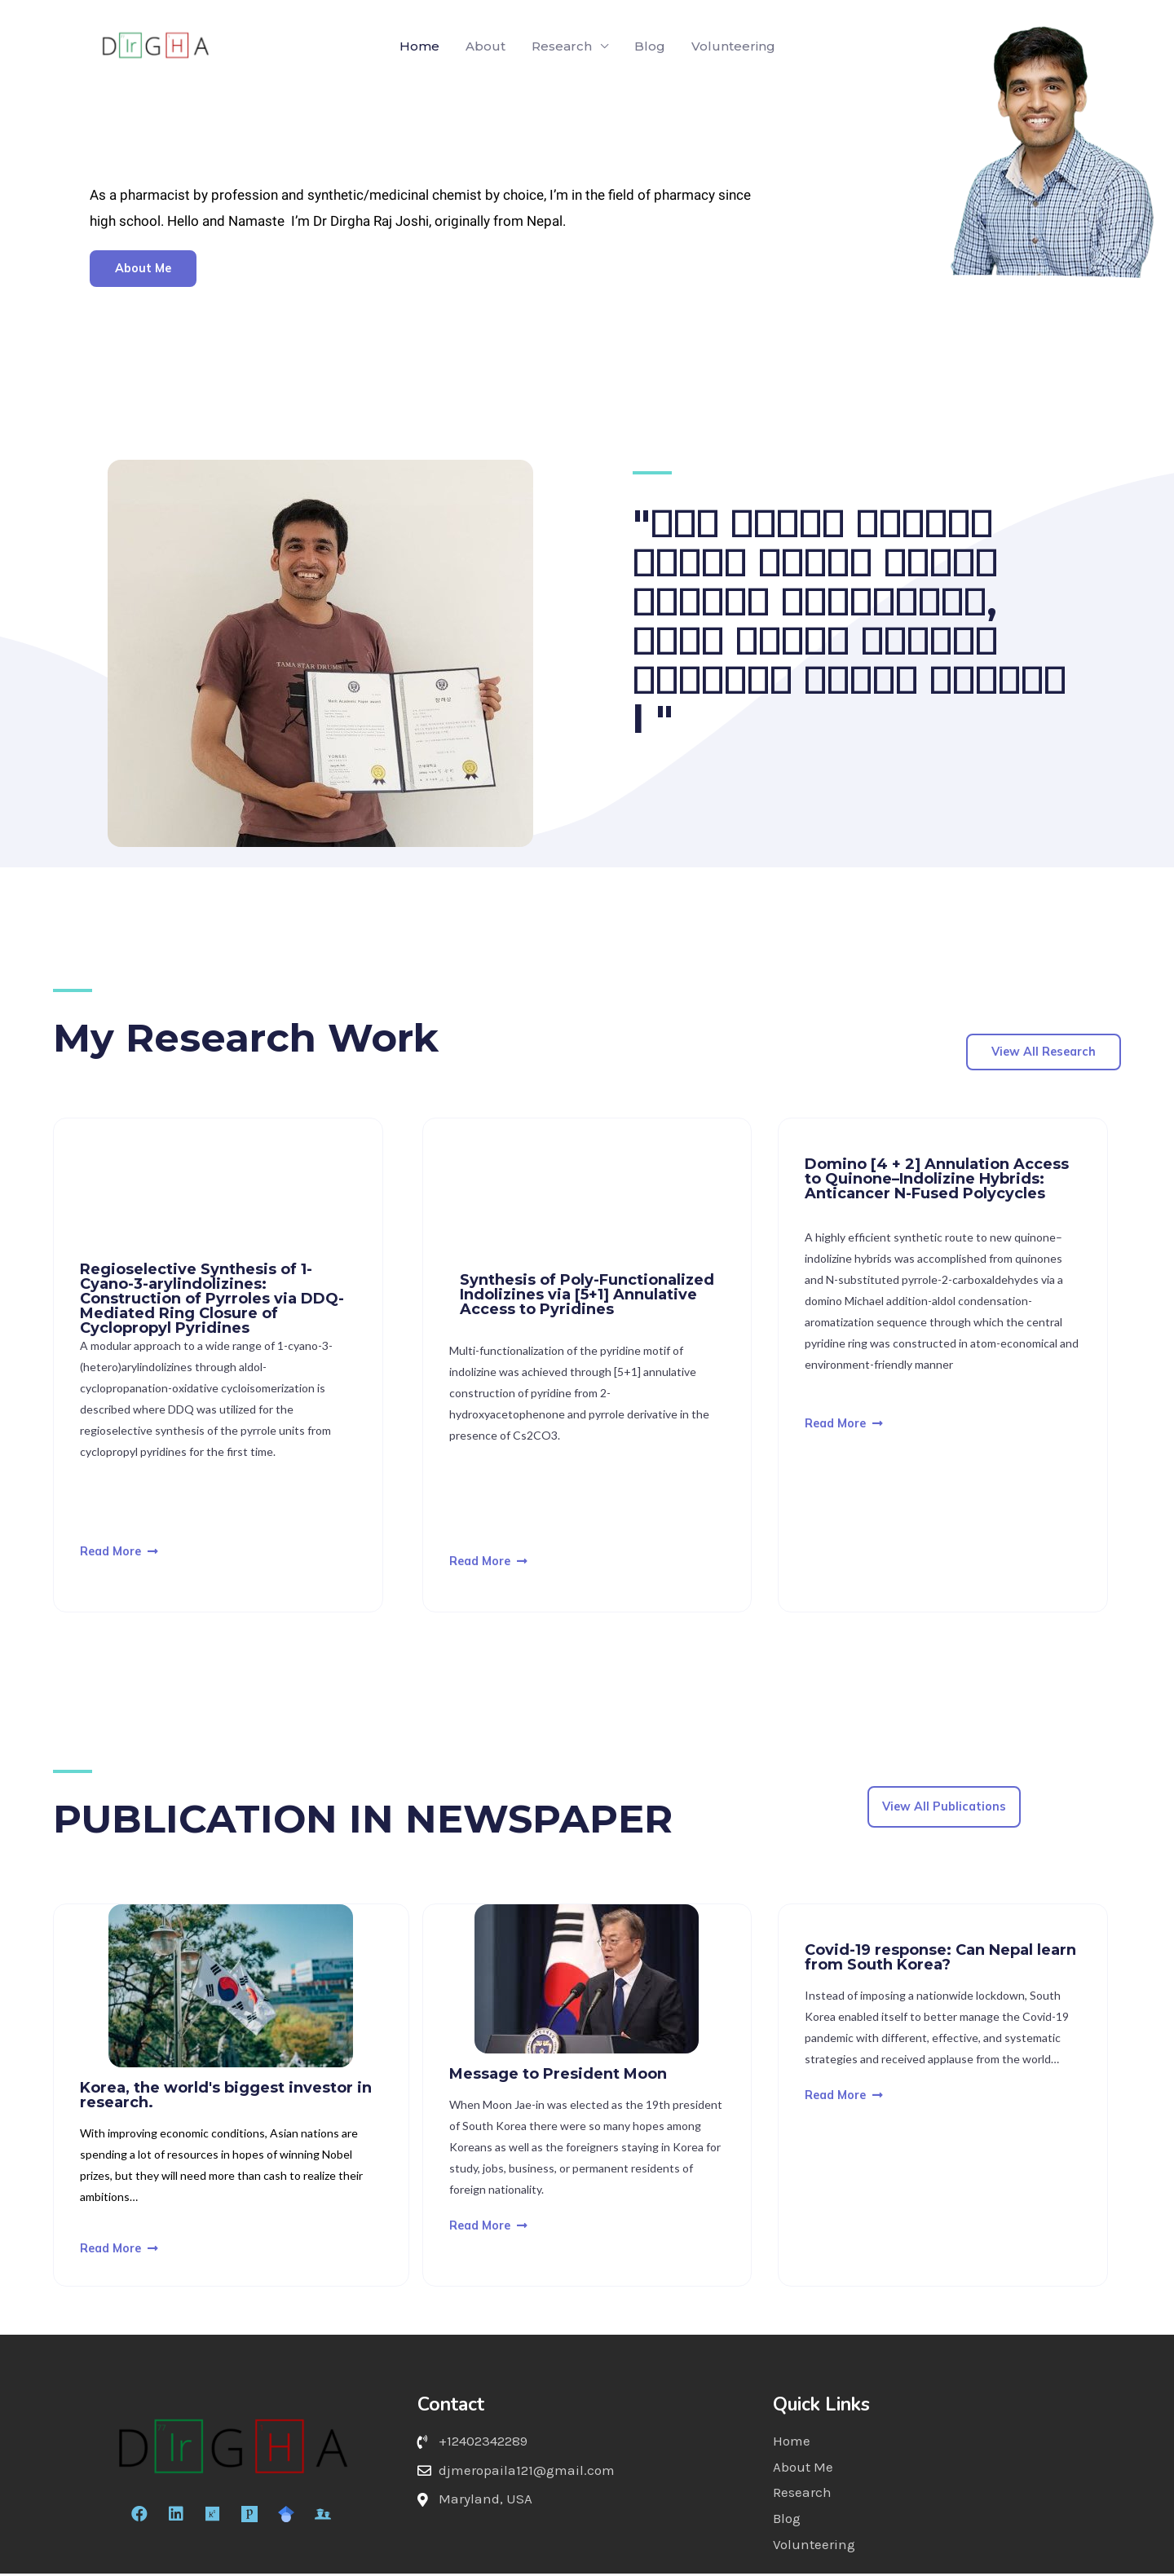 DIrGHA
Home
About
Research
Blog
Volunteering
As a pharmacist by profession and synthetic/medicinal chemist by choice, I’m in the field of pharmacy since
high school. Hello and Namaste  I’m Dr Dirgha Raj Joshi, originally from Nepal.
About Me
TAMA STAR DRUMS
My Research Work
View All Research
Regioselective Synthesis of 1-
Cyano-3-arylindolizines:
Construction of Pyrroles via DDQ-
Mediated Ring Closure of
Cyclopropyl Pyridines
A modular approach to a wide range of 1-cyano-3-
(hetero)arylindolizines through aldol-
cyclopropanation-oxidative cycloisomerization is
described where DDQ was utilized for the
regioselective synthesis of the pyrrole units from
cyclopropyl pyridines for the first time.
Read More
Synthesis of Poly-Functionalized
Indolizines via [5+1] Annulative
Access to Pyridines
Multi-functionalization of the pyridine motif of
indolizine was achieved through [5+1] annulative
construction of pyridine from 2-
hydroxyacetophenone and pyrrole derivative in the
presence of Cs2CO3.
Read More
Domino [4 + 2] Annulation Access
to Quinone–Indolizine Hybrids:
Anticancer N-Fused Polycycles
A highly efficient synthetic route to new quinone–
indolizine hybrids was accomplished from quinones
and N-substituted pyrrole-2-carboxaldehydes via a
domino Michael addition-aldol condensation-
aromatization sequence through which the central
pyridine ring was constructed in atom-economical and
environment-friendly manner
Read More
PUBLICATION IN NEWSPAPER
View All Publications
Korea, the world's biggest investor in
research.
With improving economic conditions, Asian nations are
spending a lot of resources in hopes of winning Nobel
prizes, but they will need more than cash to realize their
ambitions…
Read More
Message to President Moon
When Moon Jae-in was elected as the 19th president
of South Korea there were so many hopes among
Koreans as well as the foreigners staying in Korea for
study, jobs, business, or permanent residents of
foreign nationality.
Read More
Covid-19 response: Can Nepal learn
from South Korea?
Instead of imposing a nationwide lockdown, South
Korea enabled itself to better manage the Covid-19
pandemic with different, effective, and systematic
strategies and received applause from the world…
Read More
DIrGHA
Contact
+12402342289
djmeropaila121@gmail.com
Maryland, USA
Quick Links
Home
About Me
Research
Blog
Volunteering